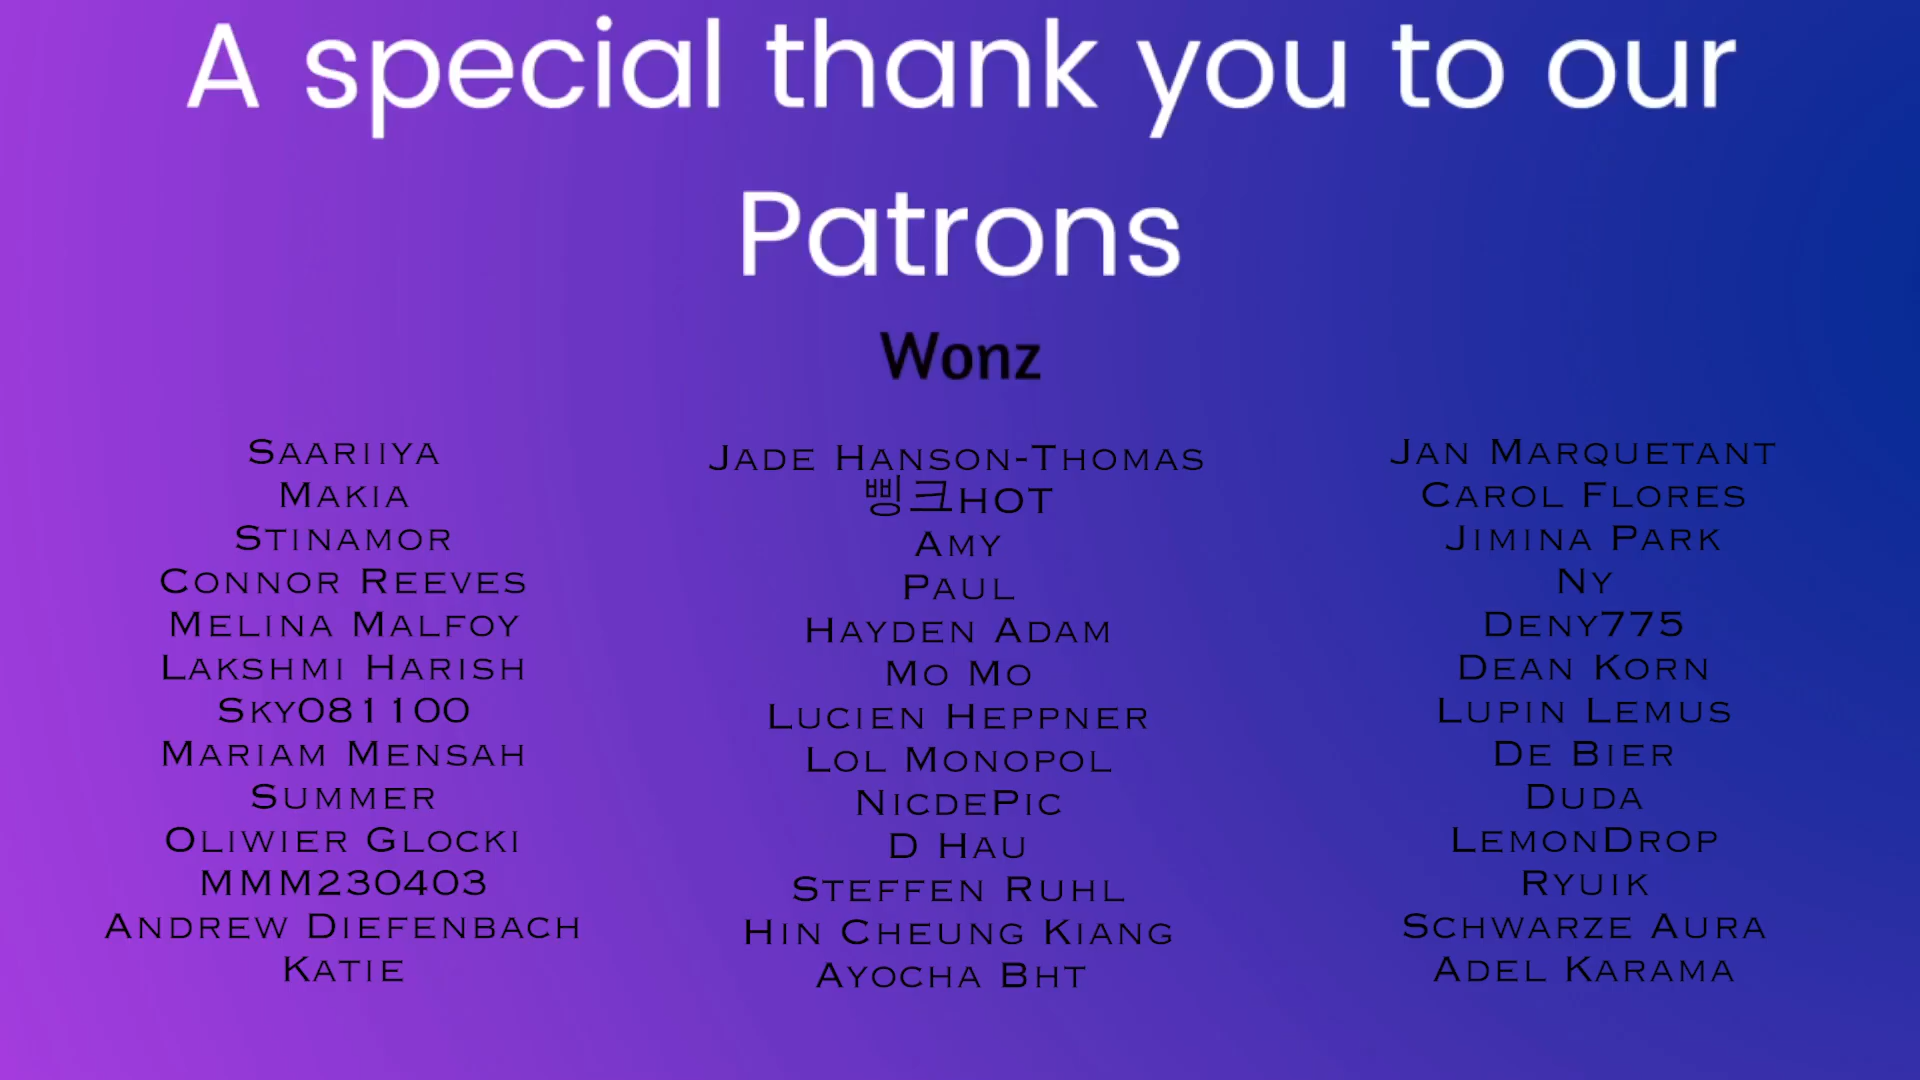 A special thank you to our
Patrons
Wonz
Saariiya
Makia
Stinamor
Connor Reeves
Melina Malfoy
Lakshmi Harish
Sky081100
Mariam Mensah
Summer
Oliwier Glocki
MMM230403
Andrew Diefenbach
Katie
Jade Hanson-Thomas
삥크hot
Amy
Paul
Hayden Adam
Mo Mo
Lucien Heppner
Lol Monopol
NicdePic
D Hau
Steffen Ruhl
Hin Cheung Kiang
Ayocha Bht
Jan Marquetant
Carol Flores
Jimina Park
Ny
Deny775
Dean Korn
Lupin Lemus
De Bier
Duda
LemonDrop
Ryuik
Schwarze Aura
Adel Karama